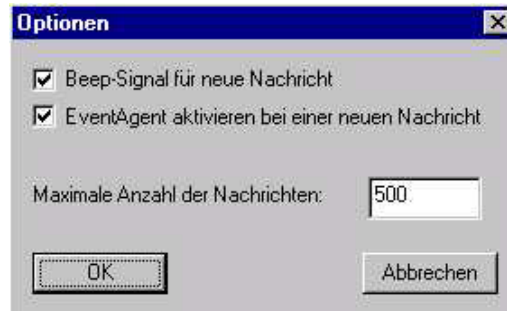 Optionen
Beep-Signal für neue Nachricht
EventAgent aktivieren bei einer neuen Nachricht
Maximale Anzahl der Nachrichten: 500
OK Abbrechen